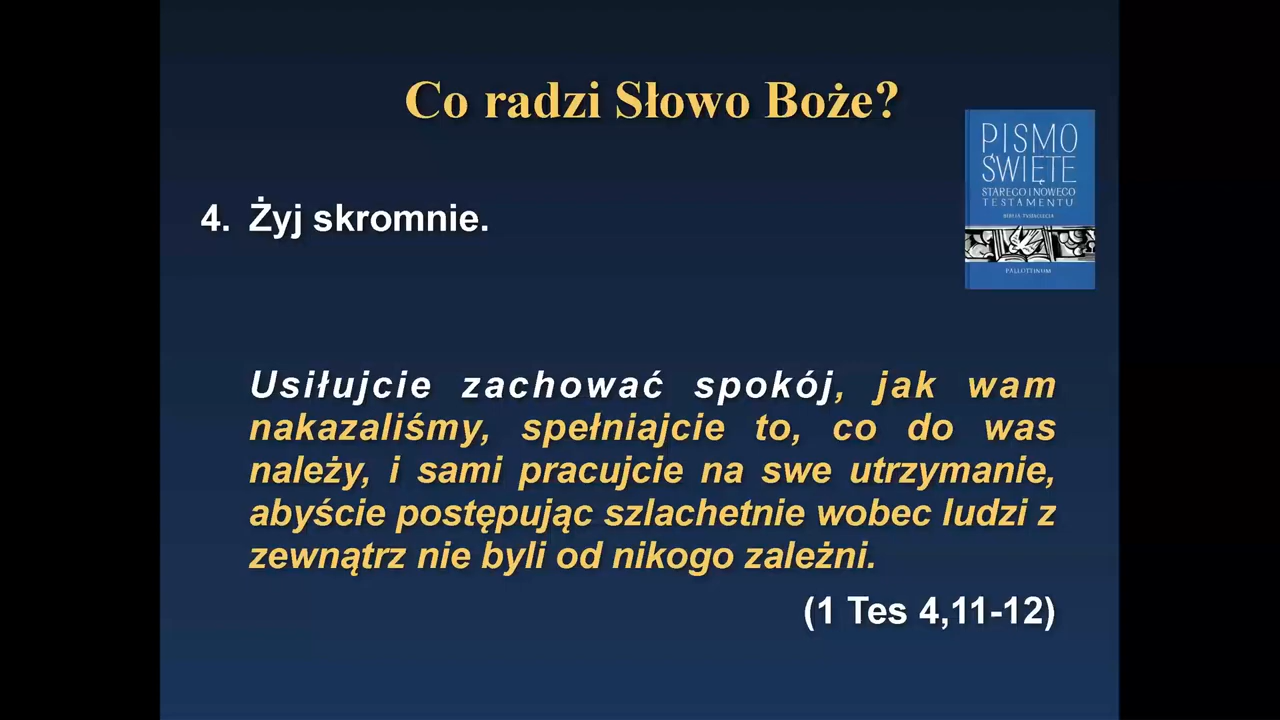 Co radzi Słowo Boże?
PISMO
ŚWIĘTE
STAREGO I NOWEGO
TESTAMENTU
BIBLIA TYSIĄCLECIA
PALLOTTINUM
4. Żyj skromnie.
Usiłujcie zachować spokój, jak wam
nakazaliśmy, spełniajcie to, co do was
należy, i sami pracujcie na swe utrzymanie,
abyście postępując szlachetnie wobec ludzi z
zewnątrz nie byli od nikogo zależni.
(1 Tes 4,11-12)